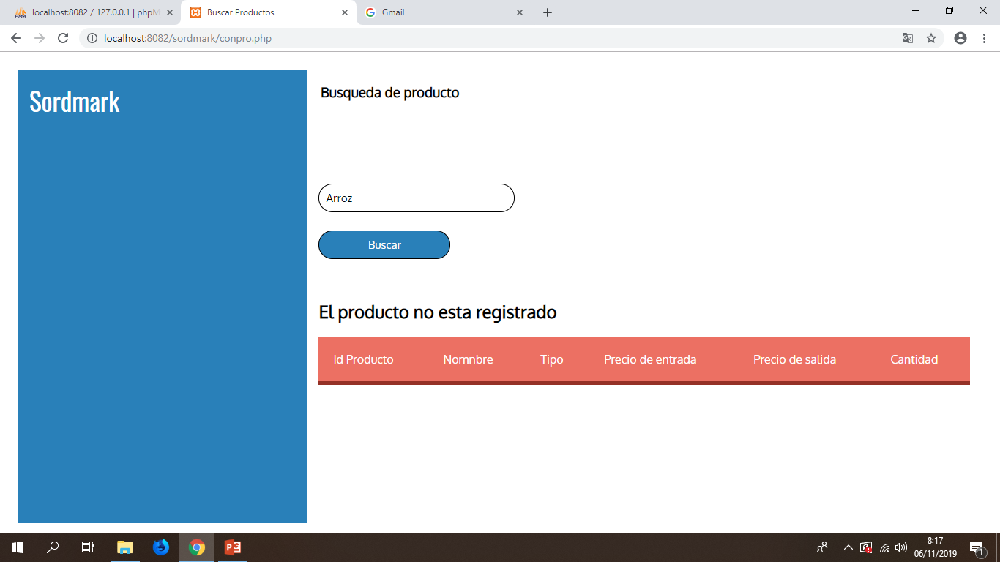 localhost:8082 / 127.0.0.1 | phpM
Buscar Productos
Gmail
localhost:8082/sordmark/conpro.php
Sordmark
Busqueda de producto
Arroz
Buscar
El producto no esta registrado
Id Producto Nomnbre Tipo Precio de entrada Precio de salida Cantidad
8:17
06/11/2019
1